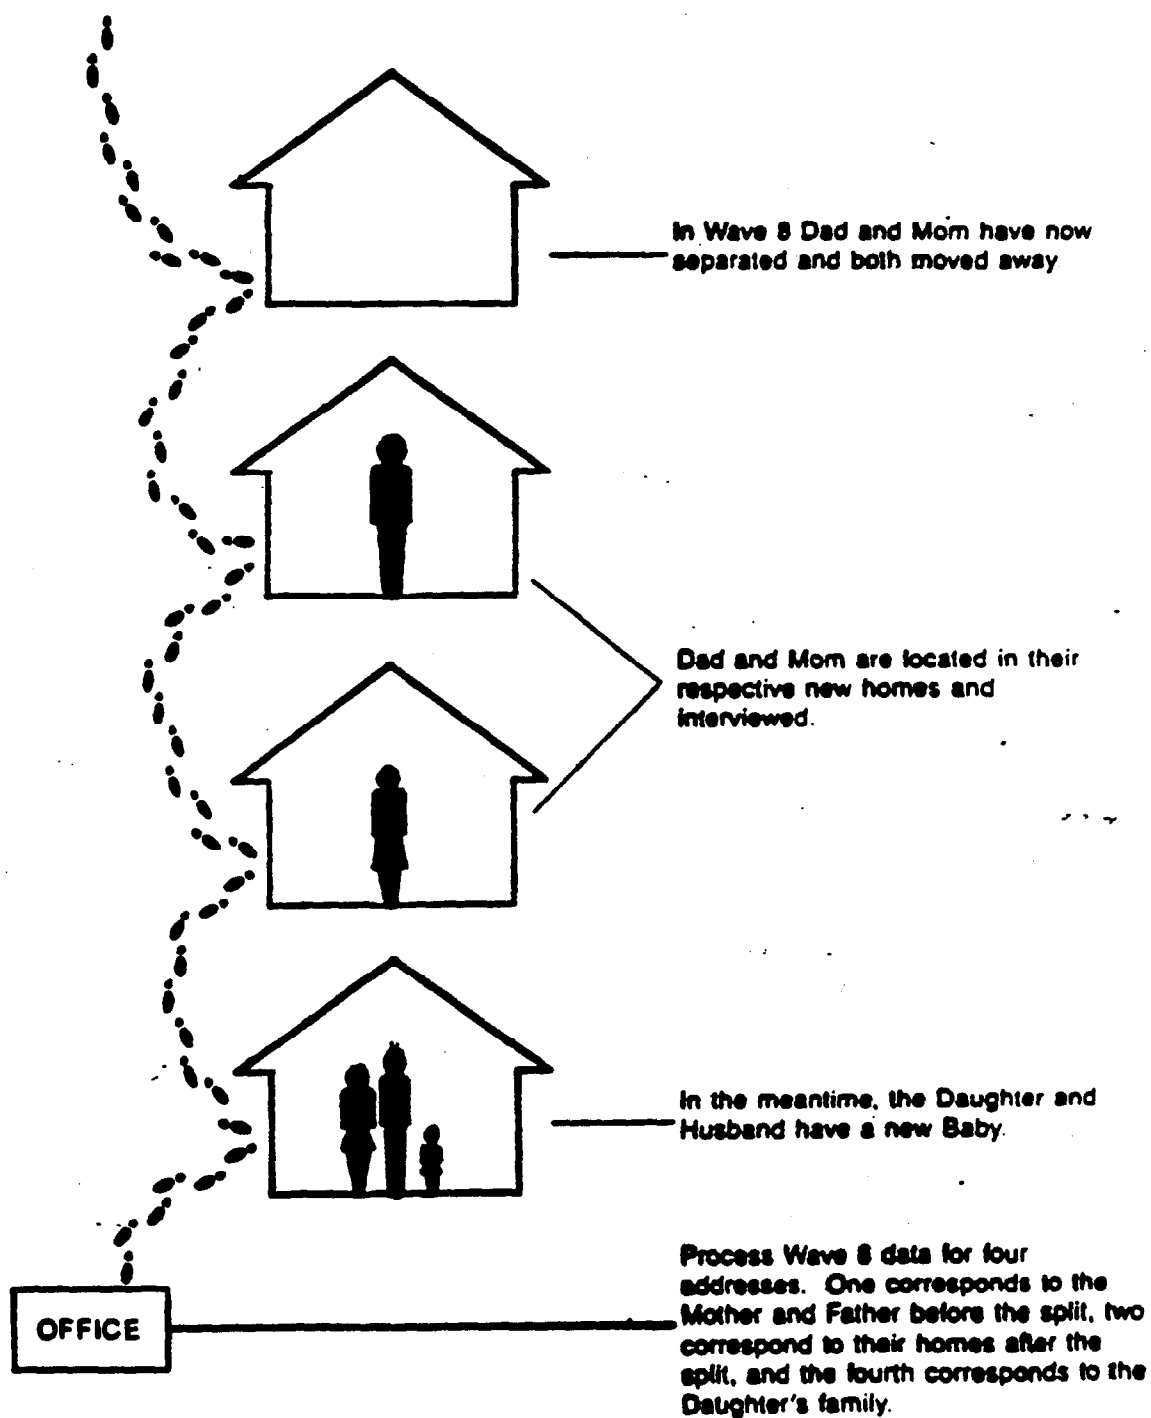 In Wave 8 Dad and Mom have now
separated and both moved away
Dad and Mom are located in their
respective new homes and
interviewed.
In the meantime, the Daughter and
Husband have a new Baby.
OFFICE
Process Wave 8 data for four
addresses. One corresponds to the
Mother and Father before the split, two
correspond to their homes after the
split, and the fourth corresponds to the
Daughter's family.